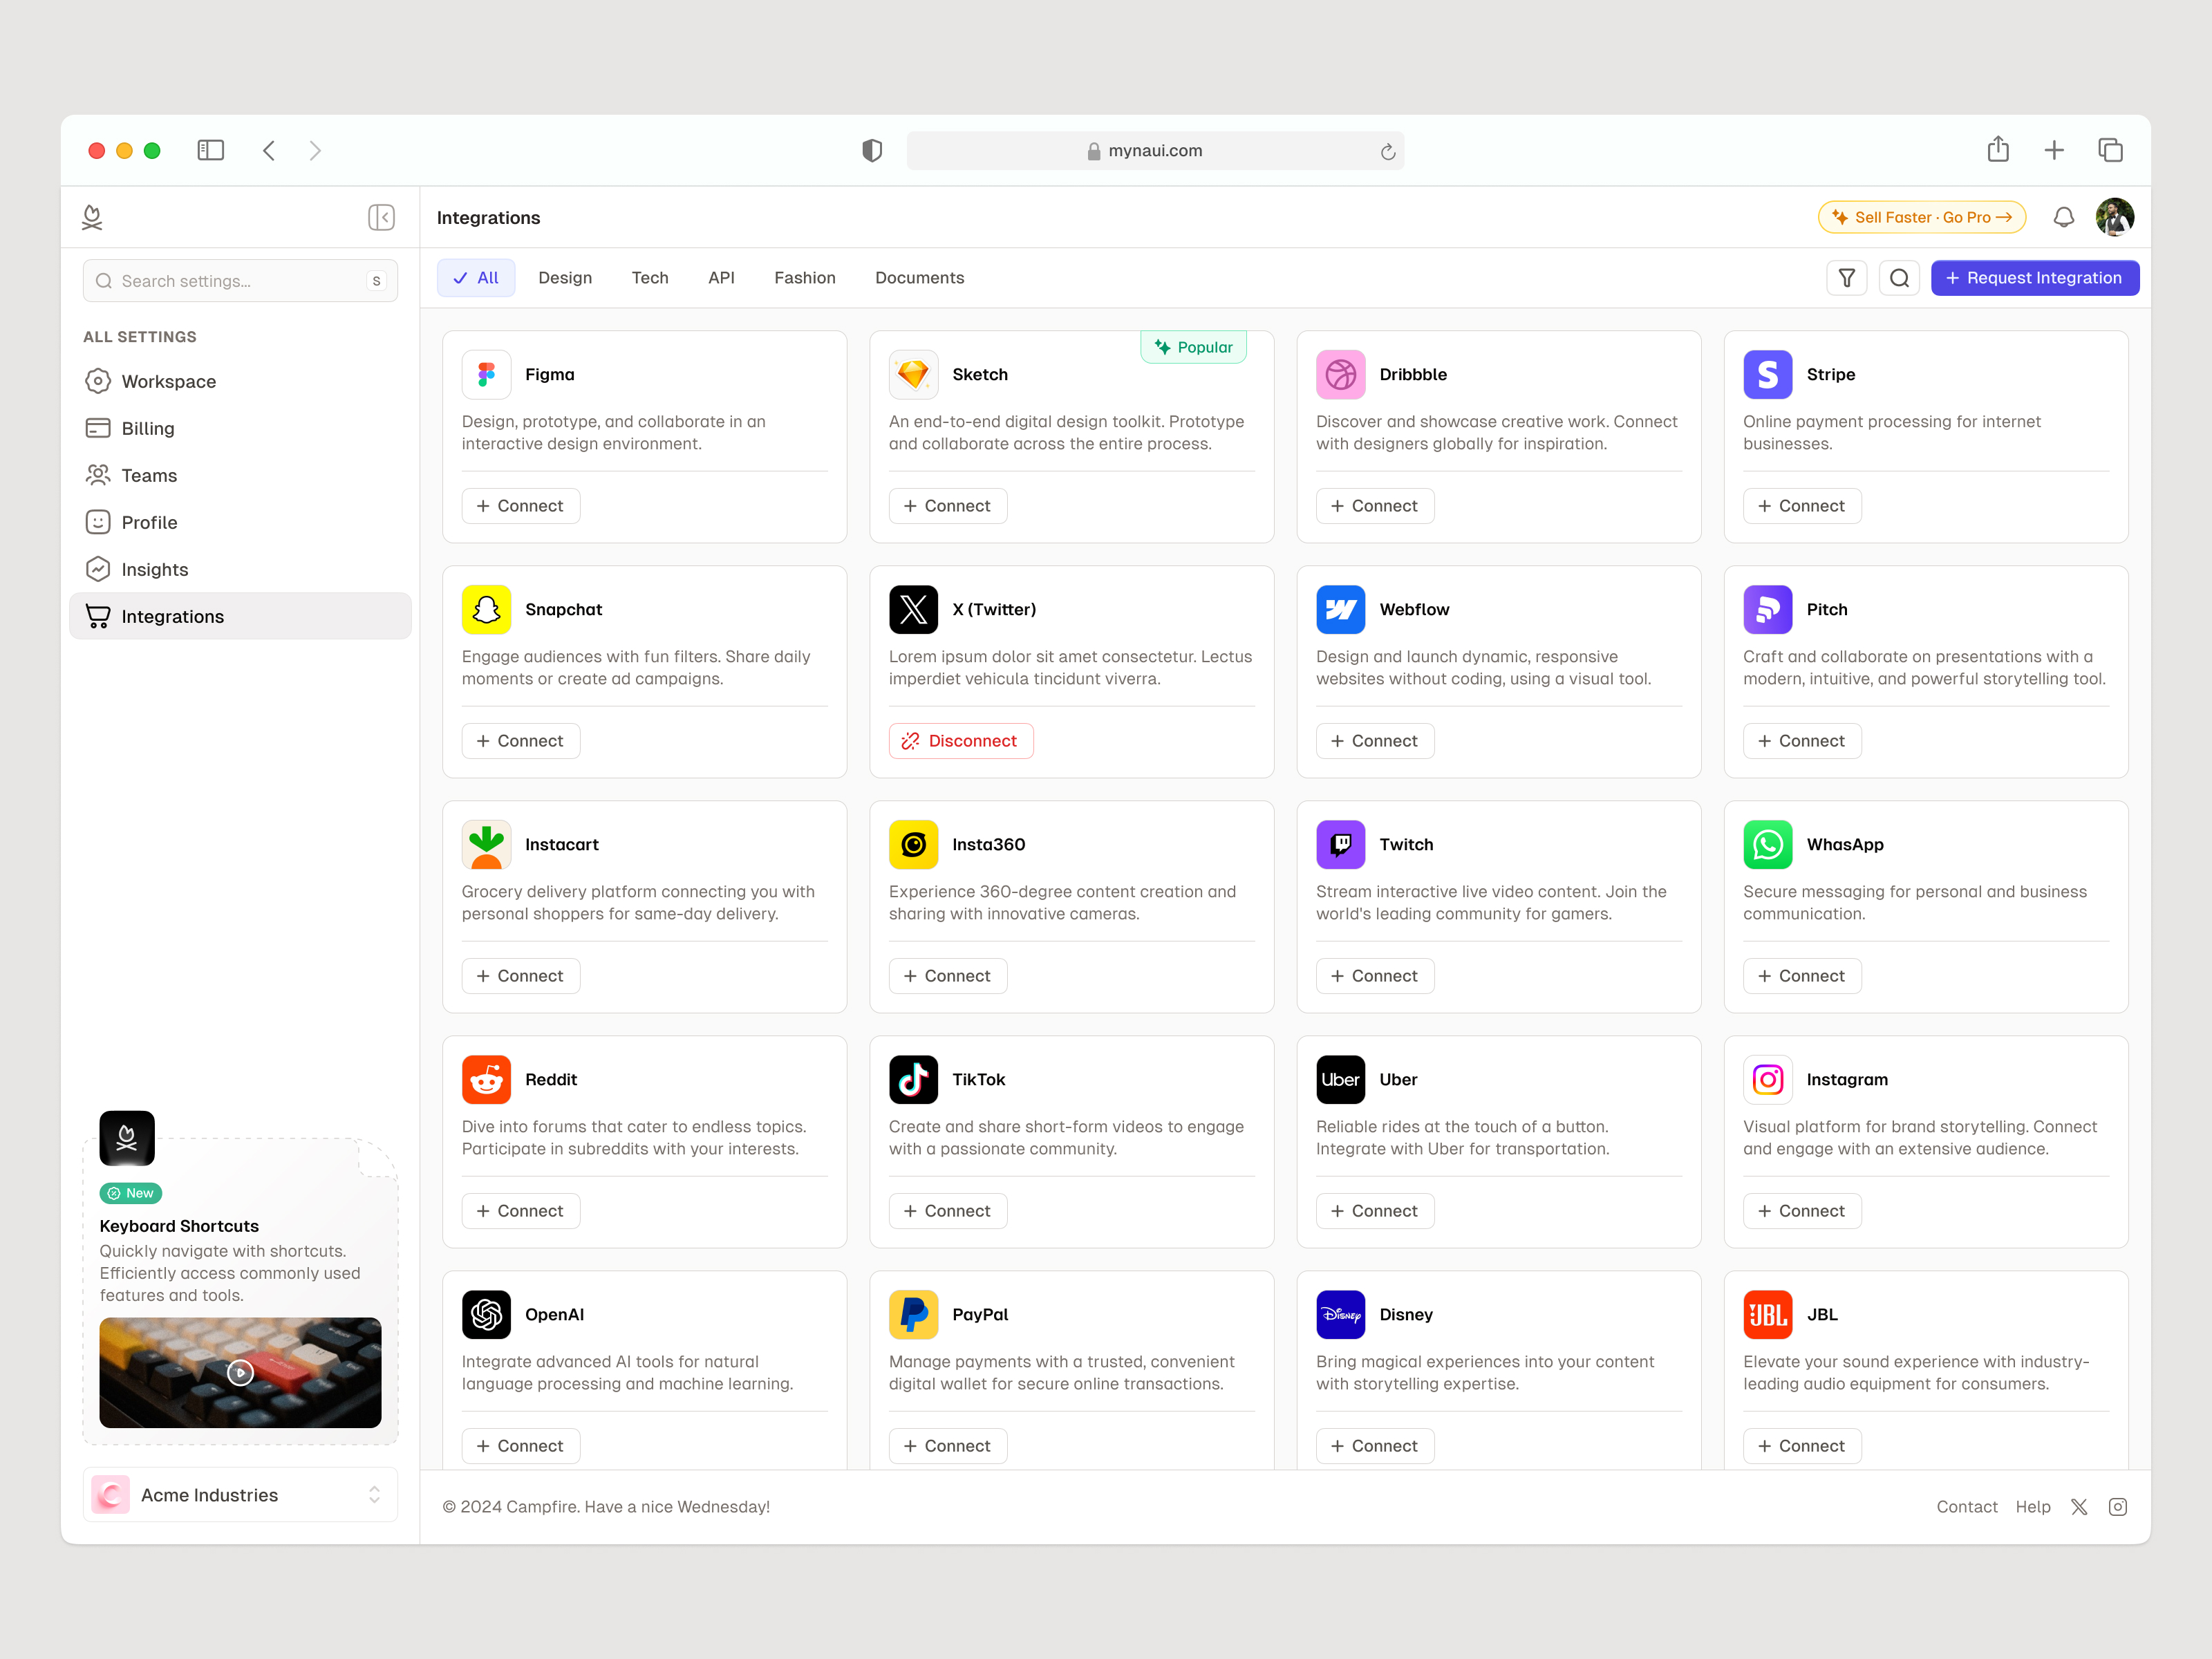 mynaui.com
Integrations
Sell Faster · Go Pro →
Search settings...
S
ALL SETTINGS
Workspace
Billing
Teams
Profile
Insights
Integrations
New
Keyboard Shortcuts
Quickly navigate with shortcuts.
Efficiently access commonly used
features and tools.
Acme Industries
All
Design
Tech
API
Fashion
Documents
+ Request Integration
Figma
Design, prototype, and collaborate in an
interactive design environment.
+ Connect
Popular
Sketch
An end-to-end digital design toolkit. Prototype
and collaborate across the entire process.
+ Connect
Dribbble
Discover and showcase creative work. Connect
with designers globally for inspiration.
+ Connect
S
Stripe
Online payment processing for internet
businesses.
+ Connect
Snapchat
Engage audiences with fun filters. Share daily
moments or create ad campaigns.
+ Connect
X (Twitter)
Lorem ipsum dolor sit amet consectetur. Lectus
imperdiet vehicula tincidunt viverra.
Disconnect
Webflow
Design and launch dynamic, responsive
websites without coding, using a visual tool.
+ Connect
Pitch
Craft and collaborate on presentations with a
modern, intuitive, and powerful storytelling tool.
+ Connect
Instacart
Grocery delivery platform connecting you with
personal shoppers for same-day delivery.
+ Connect
Insta360
Experience 360-degree content creation and
sharing with innovative cameras.
+ Connect
Twitch
Stream interactive live video content. Join the
world's leading community for gamers.
+ Connect
WhasApp
Secure messaging for personal and business
communication.
+ Connect
Reddit
Dive into forums that cater to endless topics.
Participate in subreddits with your interests.
+ Connect
TikTok
Create and share short-form videos to engage
with a passionate community.
+ Connect
Uber
Uber
Reliable rides at the touch of a button.
Integrate with Uber for transportation.
+ Connect
Instagram
Visual platform for brand storytelling. Connect
and engage with an extensive audience.
+ Connect
OpenAI
Integrate advanced AI tools for natural
language processing and machine learning.
+ Connect
PayPal
Manage payments with a trusted, convenient
digital wallet for secure online transactions.
+ Connect
Disney
Disney
Bring magical experiences into your content
with storytelling expertise.
+ Connect
JBL
JBL
Elevate your sound experience with industry-
leading audio equipment for consumers.
+ Connect
© 2024 Campfire. Have a nice Wednesday!
Contact
Help